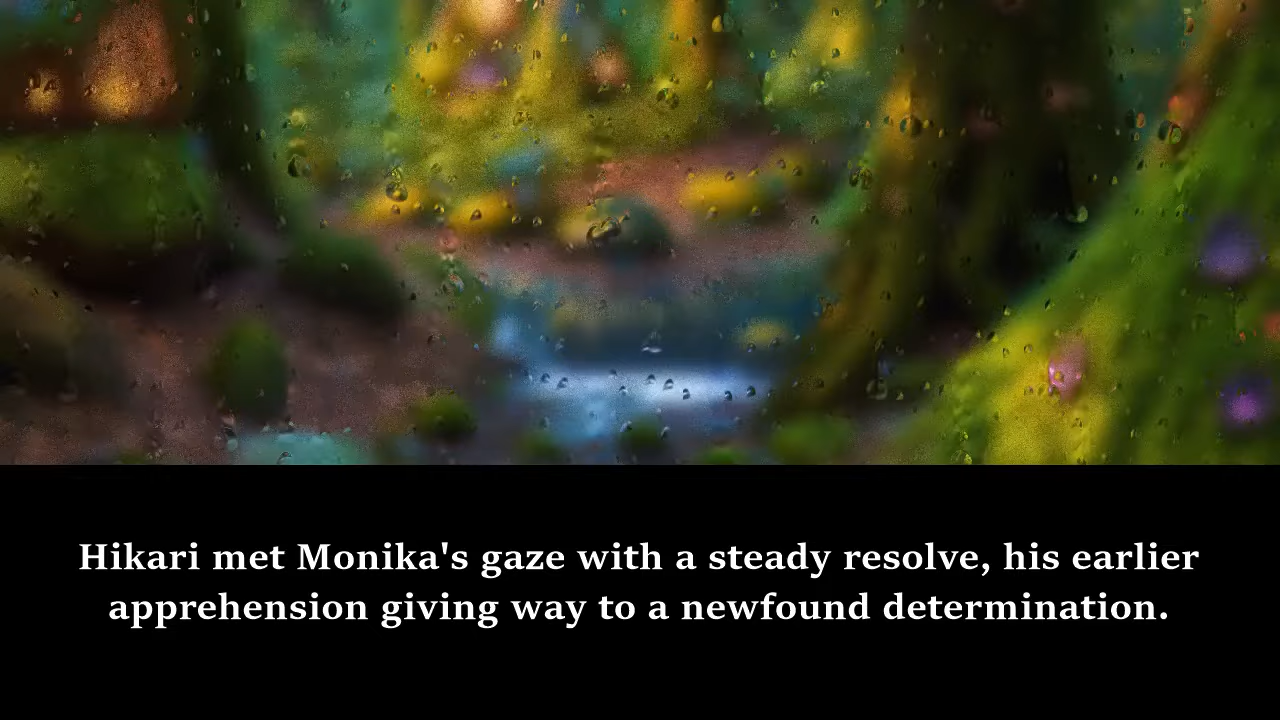 Hikari met Monika's gaze with a steady resolve, his earlier
apprehension giving way to a newfound determination.